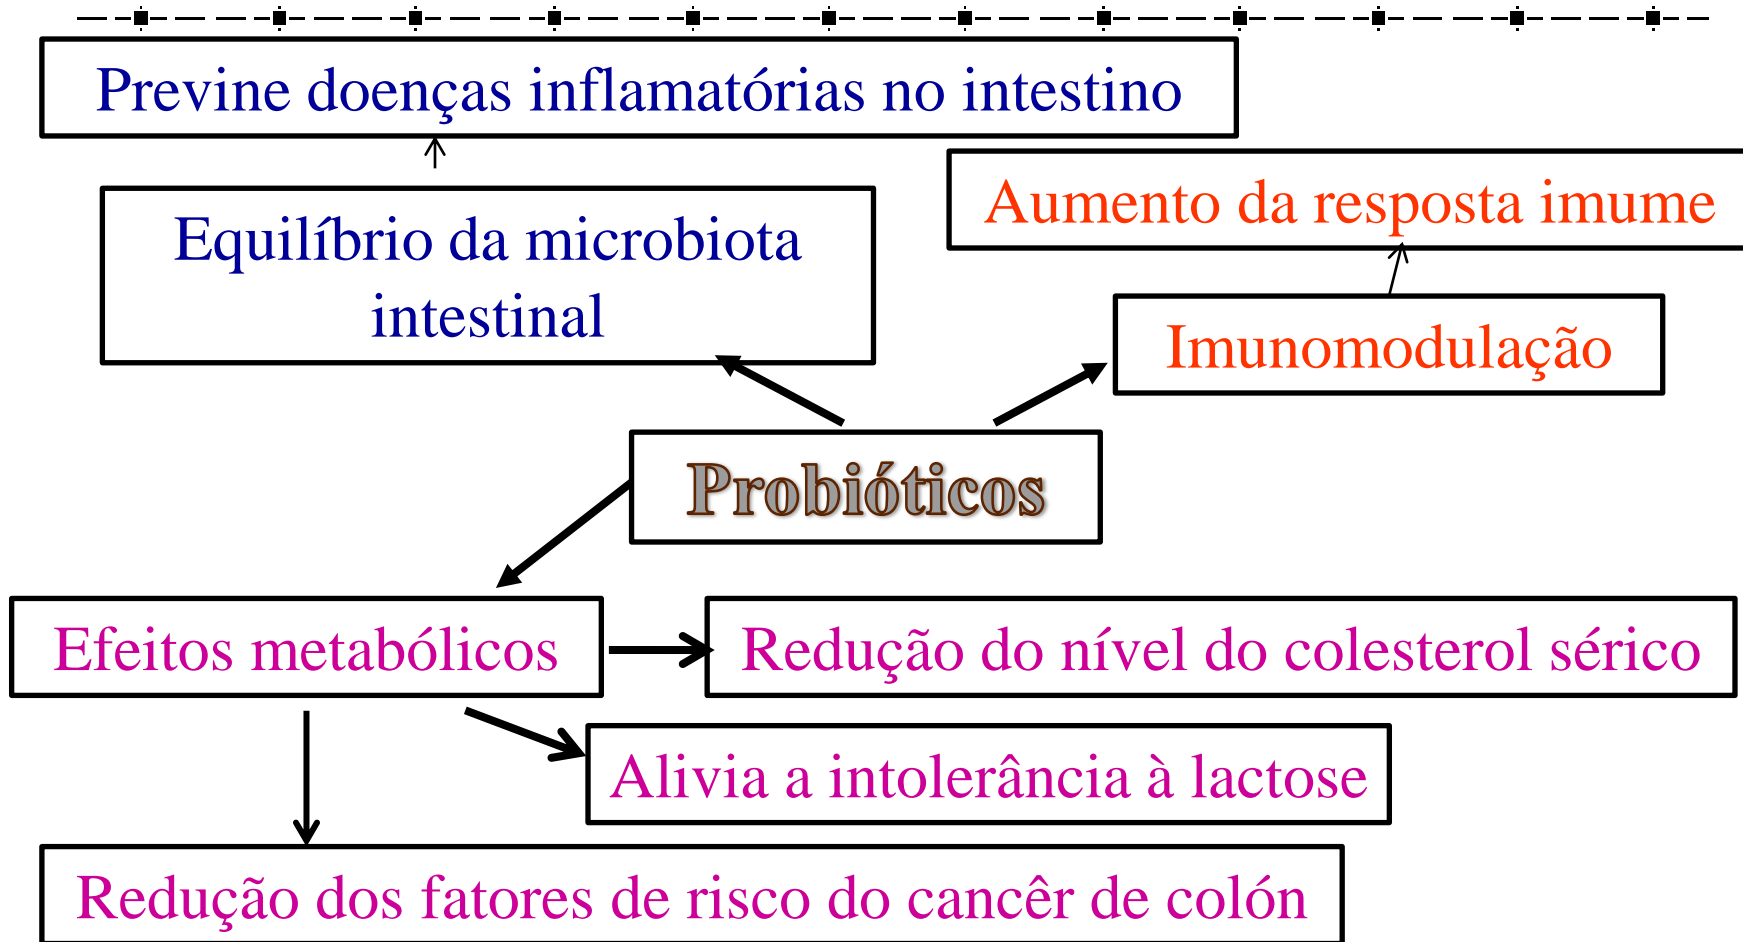 Previne doenças inflamatórias no intestino
Aumento da resposta imume
Equilíbrio da microbiota
intestinal
Imunomodulação
Probióticos
Efeitos metabólicos
Redução do nível do colesterol sérico
Alivia a intolerância à lactose
Redução dos fatores de risco do cancêr de colón